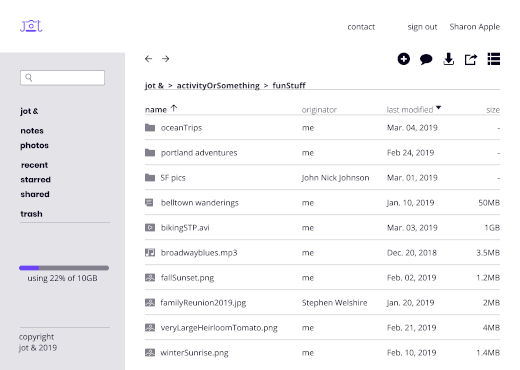 jot
contact sign out Sharon Apple
jot &
notes
photos
recent
starred
shared
trash
using 22% of 10GB
copyright
jot & 2019
jot & > activityOrSomething > funStuff
name originator last modified size
oceanTrips me Mar. 04, 2019 -
portland adventures me Feb 24, 2019 -
SF pics John Nick Johnson Mar. 01, 2019 -
belltown wanderings me Jan. 10, 2019 50MB
bikingSTP.avi me Mar. 03, 2019 1GB
broadwayblues.mp3 me Dec. 20, 2018 3.5MB
fallSunset.png me Feb. 02, 2019 1.2MB
familyReunion2019.jpg Stephen Welshire Jan. 20, 2019 2MB
veryLargeHeirloomTomato.png me Feb. 21, 2019 4MB
winterSunrise.png me Feb. 10, 2019 1.4MB